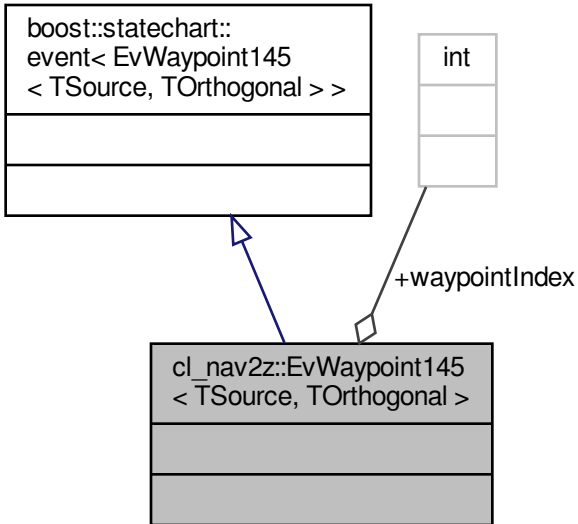 boost::statechart::
event< EvWaypoint145
< TSource, TOrthogonal > >
int
+waypointIndex
cl_nav2z::EvWaypoint145
< TSource, TOrthogonal >